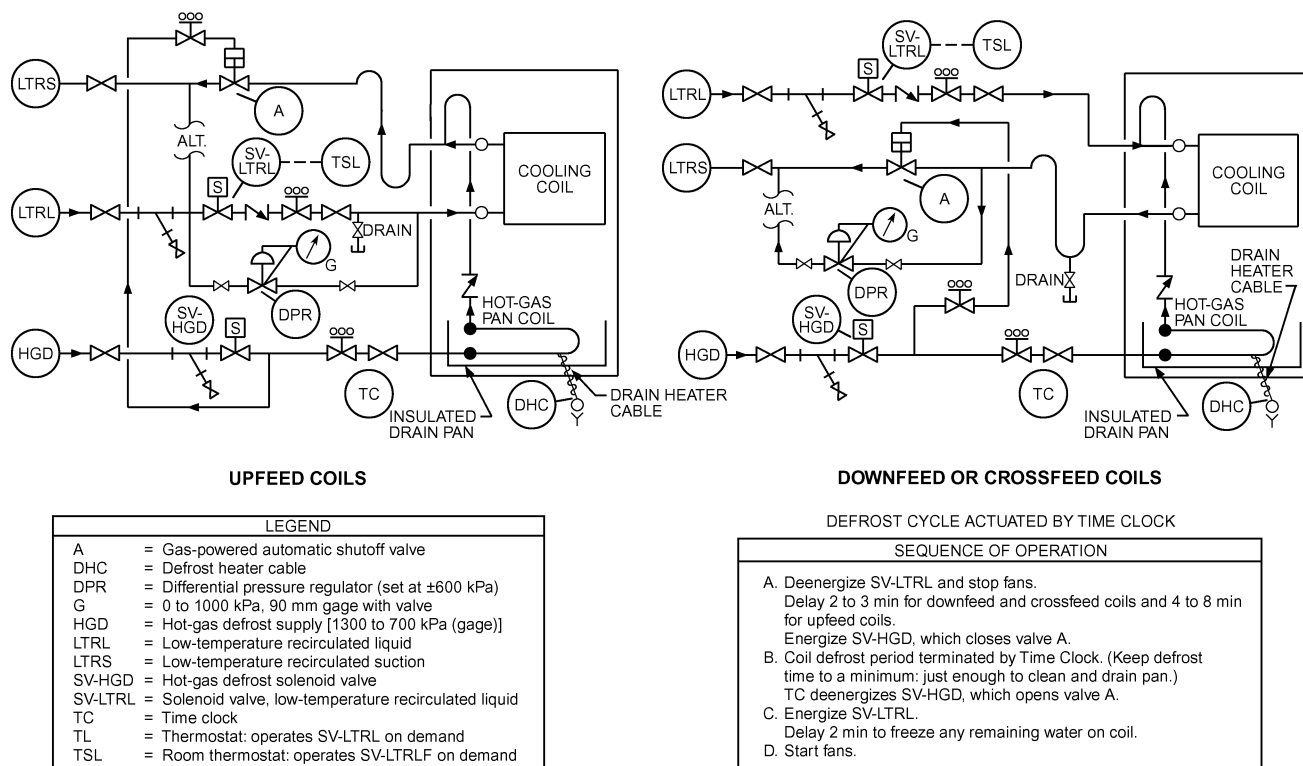 LTRS
A
ALT.
SV-
LTRL
TSL
S
LTRL
DRAIN
G
DPR
SV-
HGD
S
HGD
TC
COOLING
COIL
HOT-GAS
PAN COIL
DHC
DRAIN HEATER
CABLE
INSULATED
DRAIN PAN
UPFEED COILS
LTRL
S
SV-
LTRL
TSL
LTRS
A
ALT.
G
DPR
DRAIN
SV-
HGD
S
HGD
TC
COOLING
COIL
DRAIN
HEATER
CABLE
HOT-GAS
PAN COIL
DHC
INSULATED
DRAIN PAN
DOWNFEED OR CROSSFEED COILS
LEGEND
A = Gas-powered automatic shutoff valve
DHC = Defrost heater cable
DPR = Differential pressure regulator (set at ±600 kPa)
G = 0 to 1000 kPa, 90 mm gage with valve
HGD = Hot-gas defrost supply [1300 to 700 kPa (gage)]
LTRL = Low-temperature recirculated liquid
LTRS = Low-temperature recirculated suction
SV-HGD = Hot-gas defrost solenoid valve
SV-LTRL = Solenoid valve, low-temperature recirculated liquid
TC = Time clock
TL = Thermostat: operates SV-LTRL on demand
TSL = Room thermostat: operates SV-LTRLF on demand
DEFROST CYCLE ACTUATED BY TIME CLOCK
SEQUENCE OF OPERATION
A. Deenergize SV-LTRL and stop fans.
Delay 2 to 3 min for downfeed and crossfeed coils and 4 to 8 min
for upfeed coils.
Energize SV-HGD, which closes valve A.
B. Coil defrost period terminated by Time Clock. (Keep defrost
time to a minimum: just enough to clean and drain pan.)
TC deenergizes SV-HGD, which opens valve A.
C. Energize SV-LTRL.
Delay 2 min to freeze any remaining water on coil.
D. Start fans.